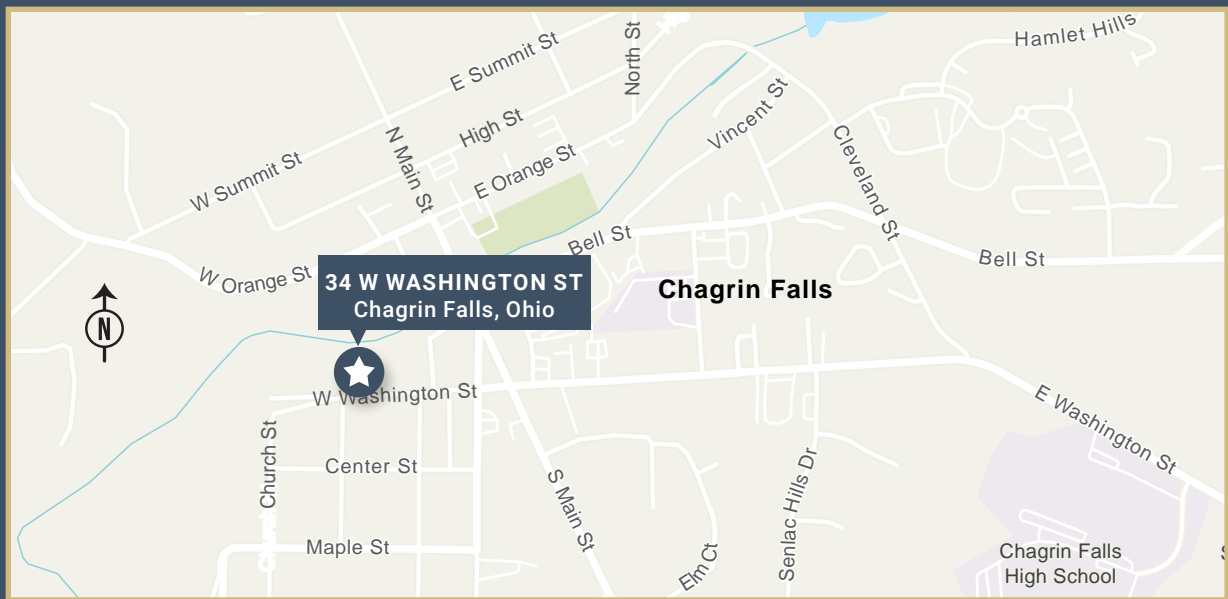 Hamlet Hills
E Summit St
North St
High St
Vincent St
N Main St
Cleveland St
W Summit St
E Orange St
Bell St
Bell St
W Orange St
34 W WASHINGTON ST
Chagrin Falls, Ohio
Chagrin Falls
N
W Washington St
E Washington St
Church St
Center St
S Main St
Senlac Hills Dr
Maple St
Elm Ct
Chagrin Falls
High School